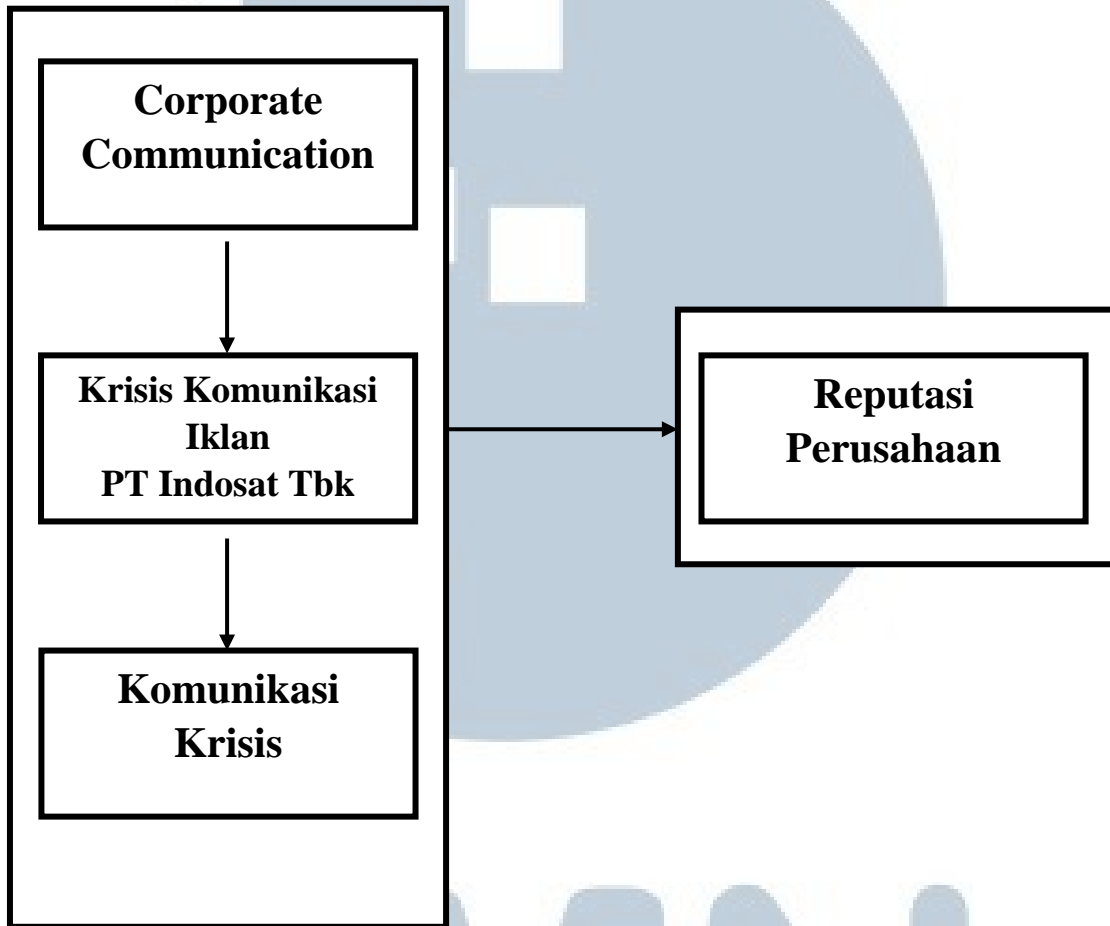 Corporate
Communication
Krisis Komunikasi
Iklan
PT Indosat Tbk
Komunikasi
Krisis
Reputasi
Perusahaan